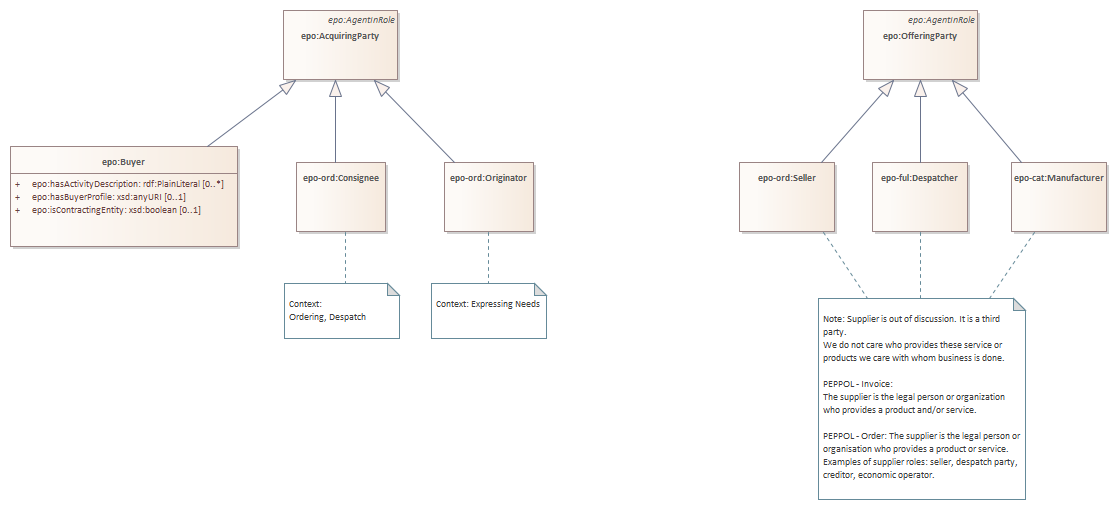 epo:AgentInRole
epo:AcquiringParty
epo:Buyer
+ epo:hasActivityDescription: rdf:PlainLiteral [0..*]
+ epo:hasBuyerProfile: xsd:anyURI [0..1]
+ epo:isContractingEntity: xsd:boolean [0..1]
epo-ord:Consignee
epo-ord:Originator
Context:
Ordering, Despatch
Context: Expressing Needs
epo:AgentInRole
epo:OfferingParty
epo-ord:Seller
epo-ful:Despatcher
epo-cat:Manufacturer
Note: Supplier is out of discussion. It is a third
party.
We do not care who provides these service or
products we care with whom business is done.
PEPPOL - Invoice:
The supplier is the legal person or organization
who provides a product and/or service.
PEPPOL - Order: The supplier is the legal person or
organisation who provides a product or service.
Examples of supplier roles: seller, despatch party,
creditor, economic operator.